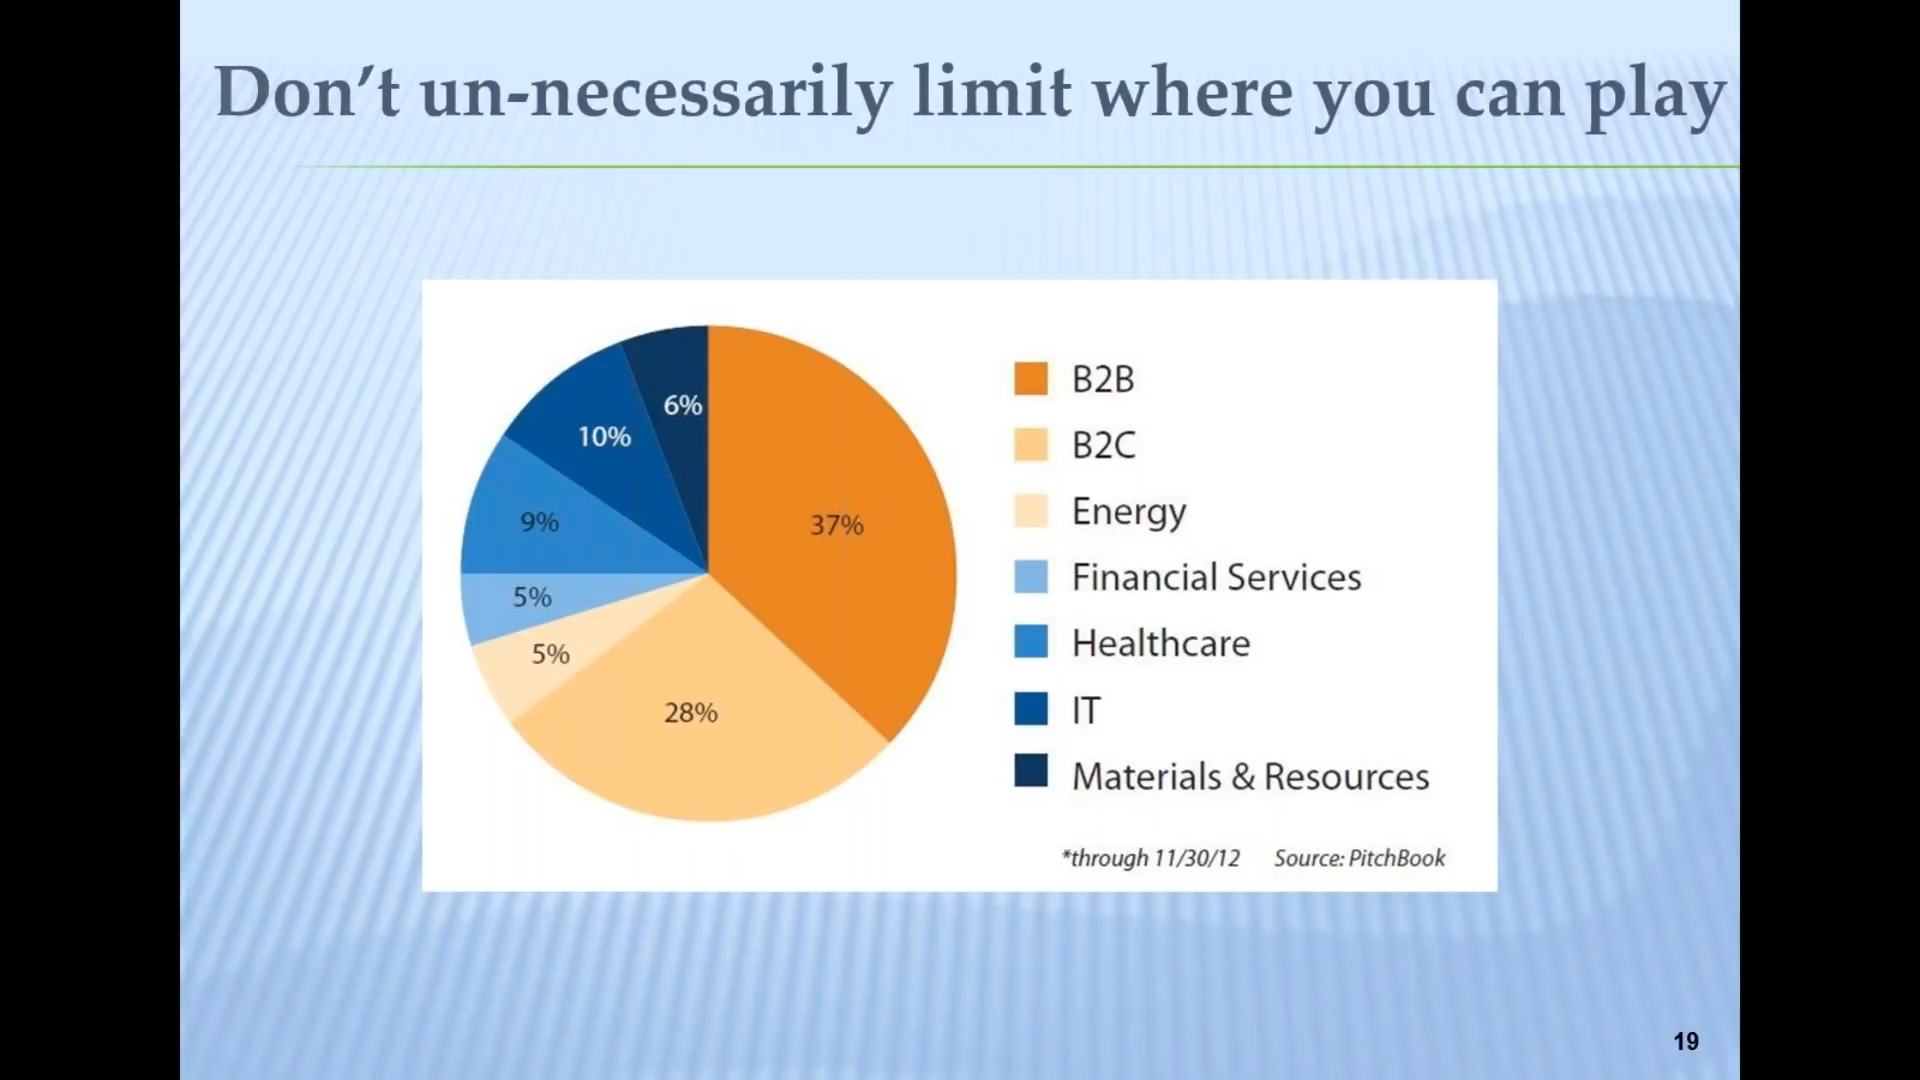 Don’t un-necessarily limit where you can play
6%
10%
37%
9%
5%
5%
28%
B2B
B2C
Energy
Financial Services
Healthcare
IT
Materials & Resources
*through 11/30/12 Source: PitchBook
19